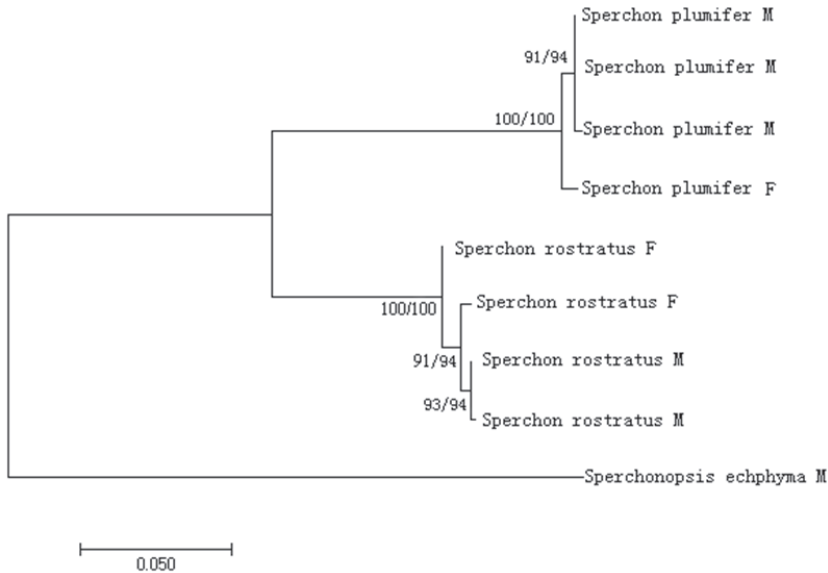 Sperchon plumifer M
91/94
Sperchon plumifer M
100/100
Sperchon plumifer M
Sperchon plumifer F
Sperchon rostratus F
100/100
Sperchon rostratus F
91/94
Sperchon rostratus M
93/94
Sperchon rostratus M
Sperchonopsis echphyma M
0.050